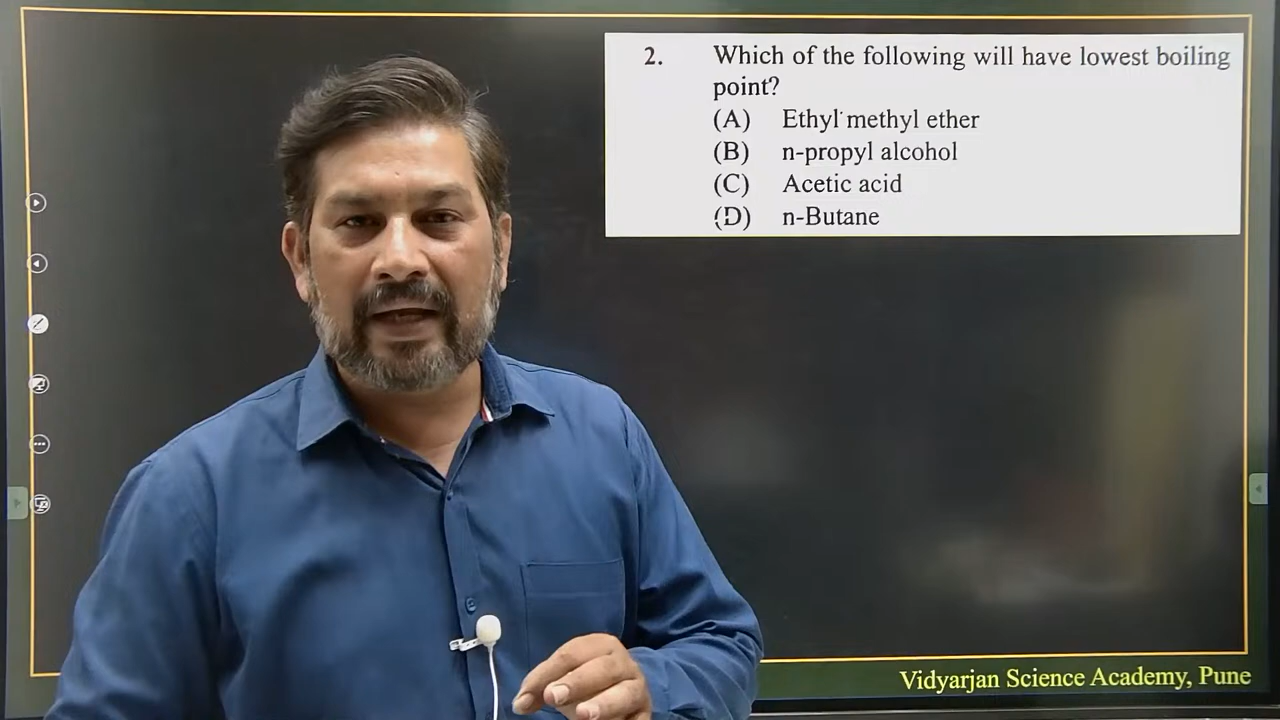 2. Which of the following will have lowest boiling
point?
(A) Ethyl methyl ether
(B) n-propyl alcohol
(C) Acetic acid
(D) n-Butane
Vidyarjan Science Academy, Pune